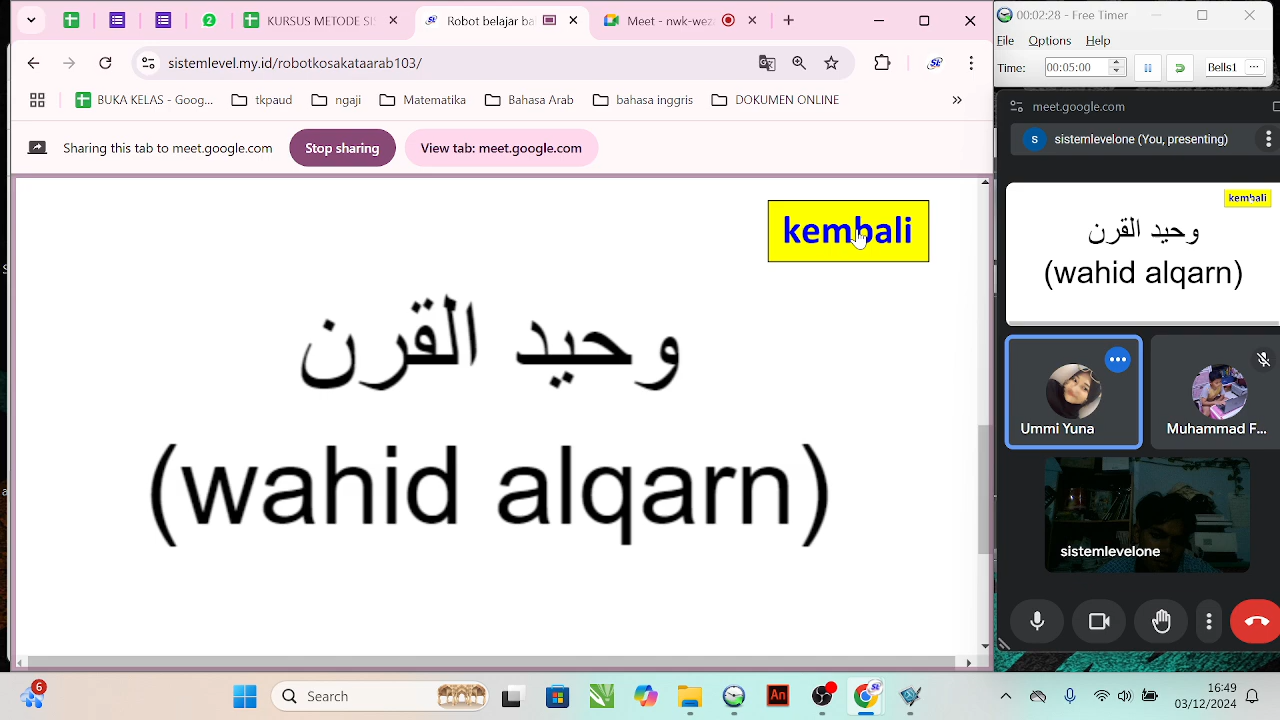 2
KURSUS METODE SI
Robot belajar ba
Meet - nwk-wez
sistemlevel.my.id/robotkosakataarab103/
BUKA KELAS - Goog...
tkpaud
ngaji
Matematika
Bahasa Arab
bahasa inggris
DOKUMEN ONLINE
Sharing this tab to meet.google.com
Stop sharing
View tab: meet.google.com
kembali
وحيد القرن
(wahid alqarn)
00:02:28 - Free Timer
File Options Help
Time: 00:05:00 Bells1 ...
meet.google.com
S sistemlevelone (You, presenting)
kembali
وحيد القرن
(wahid alqarn)
Ummi Yuna
Muhammad F...
sistemlevelone
6
Search
An
16:49
03/12/2024